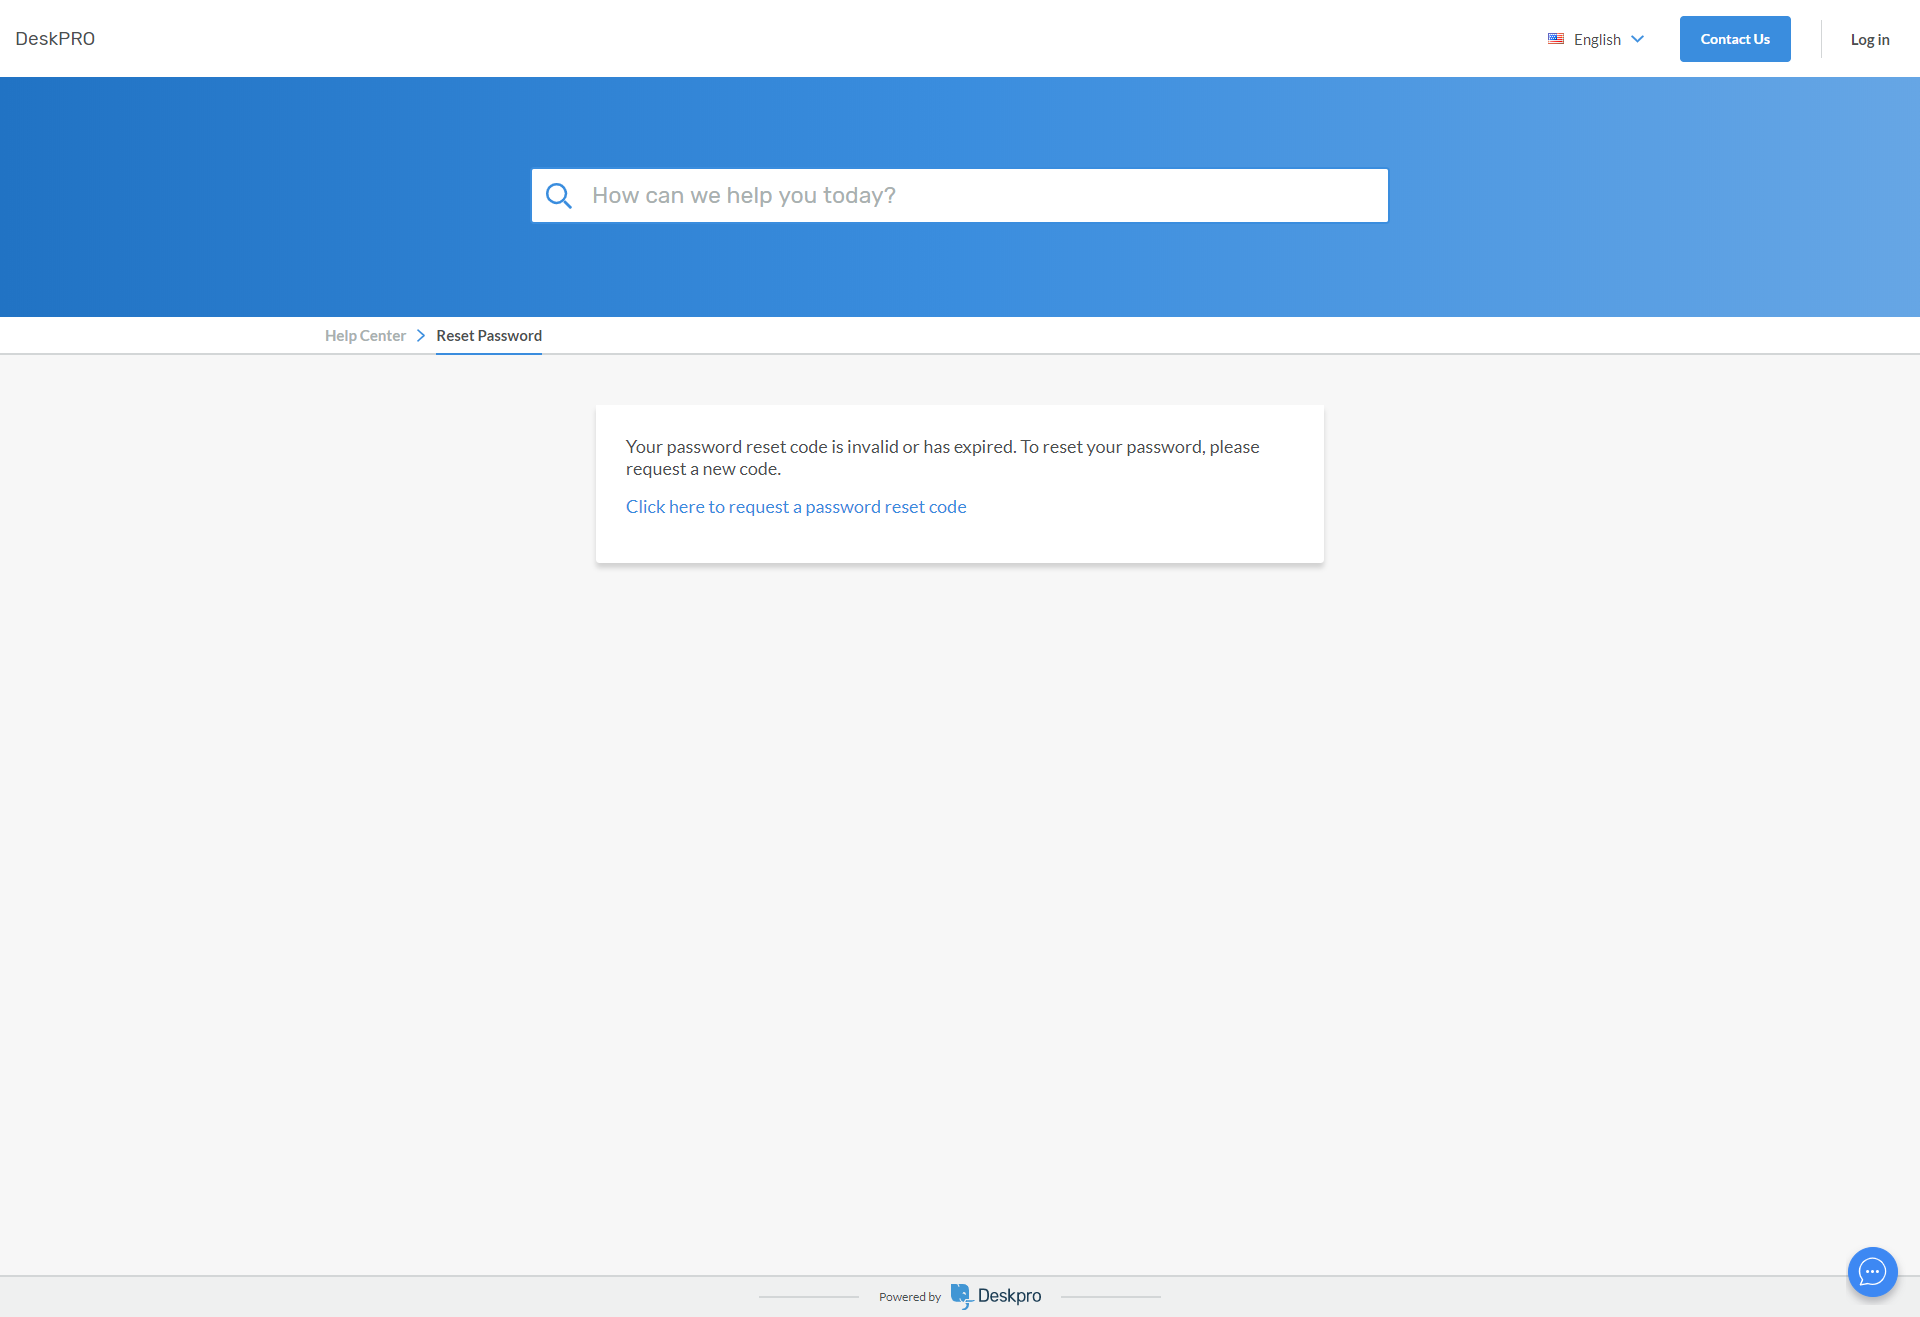 DeskPRO
English
Contact Us
Log in
How can we help you today?
Help Center
Reset Password
Your password reset code is invalid or has expired. To reset your password, please
request a new code.
Click here to request a password reset code
Powered by
Deskpro